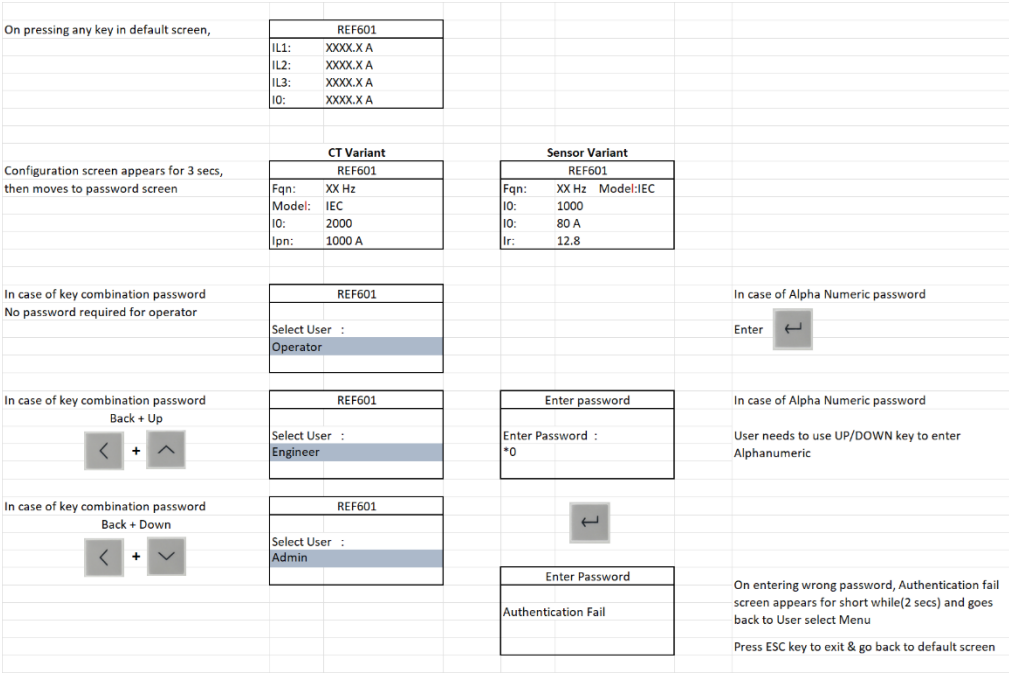 On pressing any key in default screen,
REF601
IL1: XXXX.X A
IL2: XXXX.X A
IL3: XXXX.X A
I0: XXXX.X A
CT Variant
Sensor Variant
Configuration screen appears for 3 secs,
then moves to password screen
REF601
Fqn: XX Hz
Model: IEC
I0: 2000
Ipn: 1000 A
REF601
Fqn: XX Hz Model:IEC
I0: 1000
I0: 80 A
Ir: 12.8
In case of key combination password
No password required for operator
REF601
Select User :
Operator
In case of Alpha Numeric password
Enter
In case of key combination password
Back + Up
+
REF601
Select User :
Engineer
Enter password
Enter Password :
*0
In case of Alpha Numeric password
User needs to use UP/DOWN key to enter
Alphanumeric
In case of key combination password
Back + Down
+
REF601
Select User :
Admin
Enter Password
Authentication Fail
On entering wrong password, Authentication fail
screen appears for short while(2 secs) and goes
back to User select Menu
Press ESC key to exit & go back to default screen